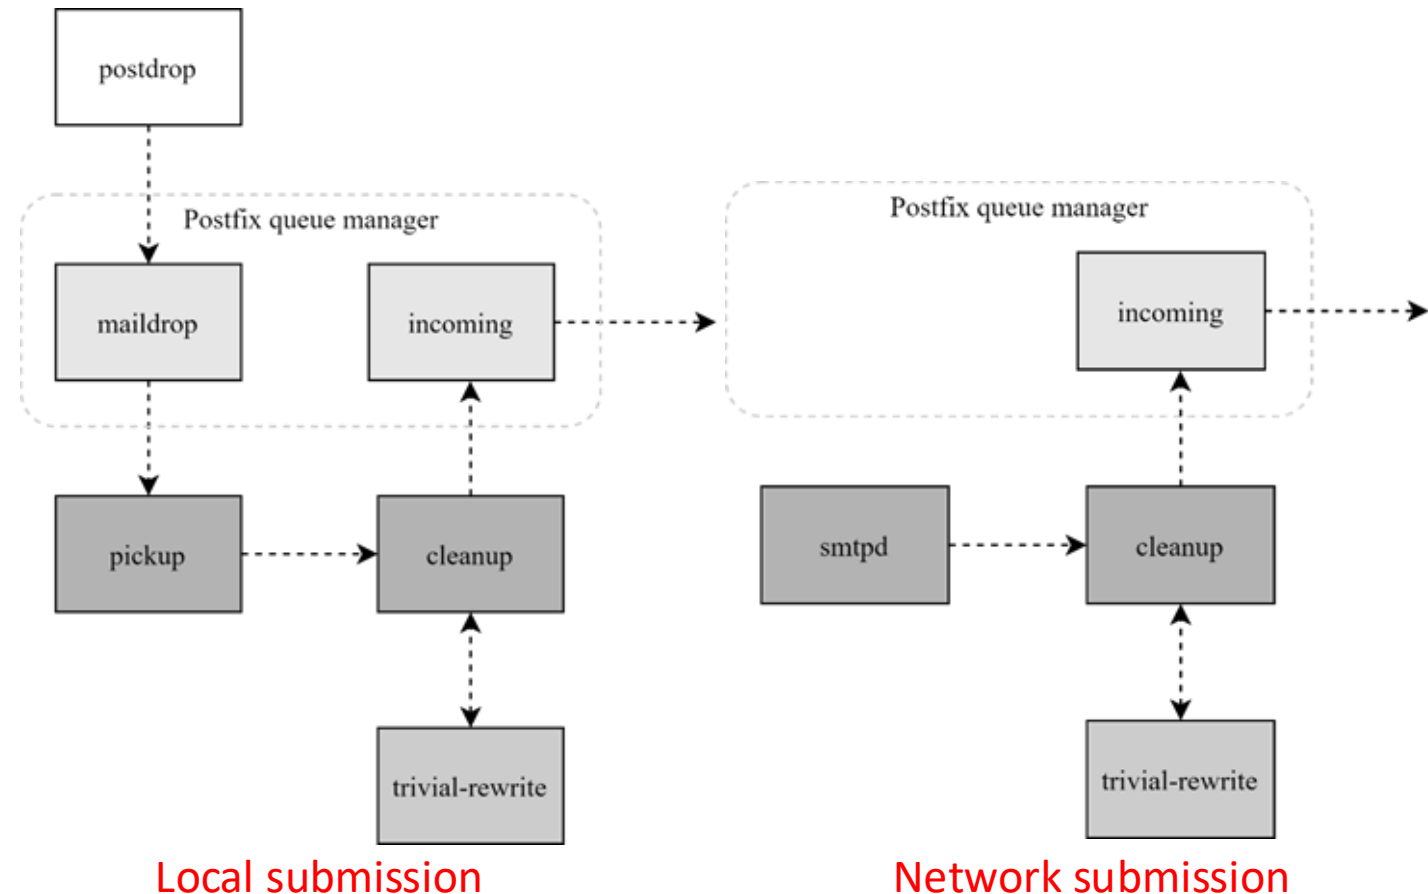 postdrop
Postfix queue manager
maildrop
incoming
pickup
cleanup
trivial-rewrite
Local submission
Postfix queue manager
incoming
smtpd
cleanup
trivial-rewrite
Network submission